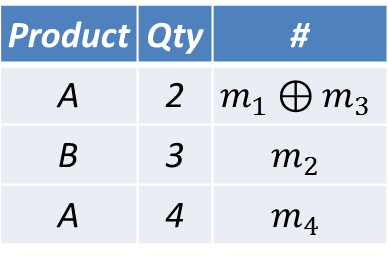 Product Qty #
A 2 m₁ ⊕ m₃
B 3 m₂
A 4 m₄